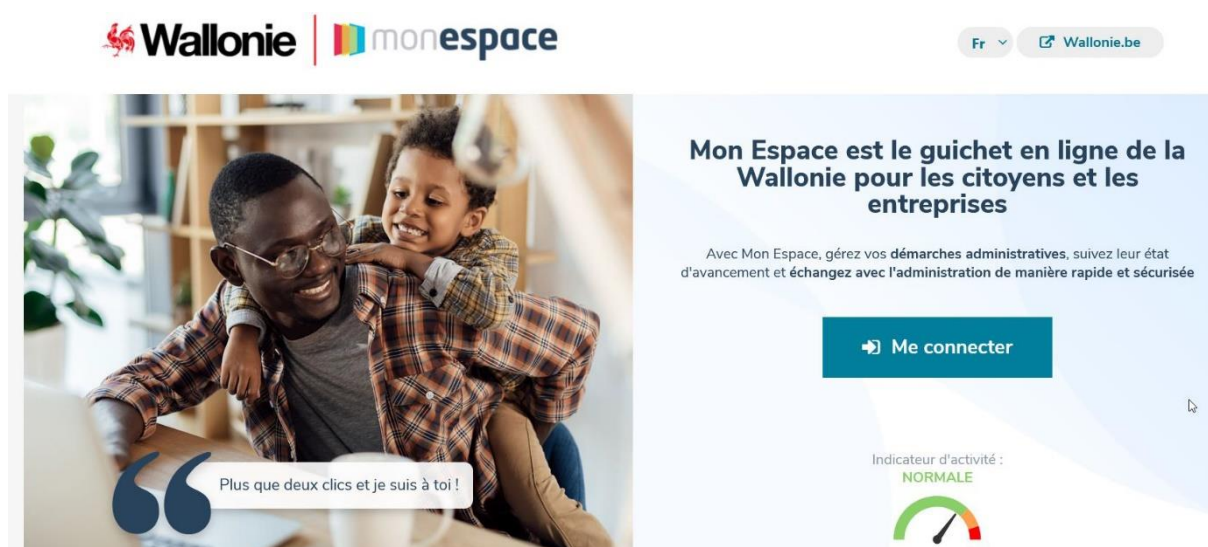 Wallonie
monespace
Fr
Wallonie.be
Mon Espace est le guichet en ligne de la
Wallonie pour les citoyens et les
entreprises
Avec Mon Espace, gérez vos démarches administratives, suivez leur état
d'avancement et échangez avec l'administration de manière rapide et sécurisée
Me connecter
Plus que deux clics et je suis à toi !
Indicateur d'activité :
NORMALE